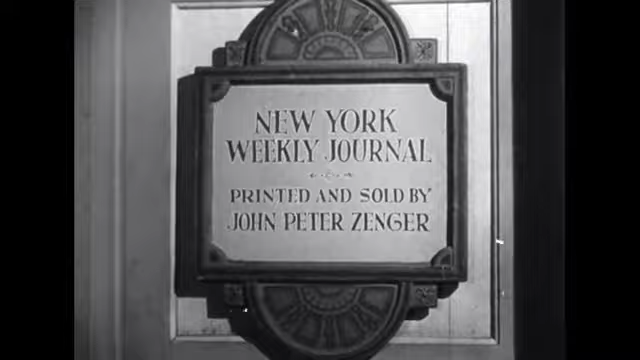 NEW YORK
WEEKLY JOURNAL
PRINTED AND SOLD BY
JOHN PETER ZENGER